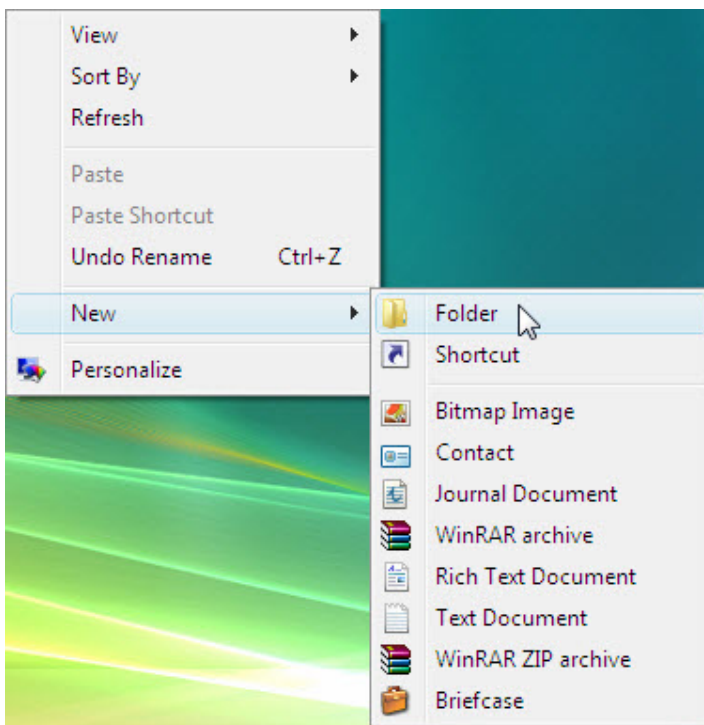 View
Sort By
Refresh
Paste
Paste Shortcut
Undo Rename Ctrl+Z
New
Personalize
Folder
Shortcut
Bitmap Image
Contact
Journal Document
WinRAR archive
Rich Text Document
Text Document
WinRAR ZIP archive
Briefcase